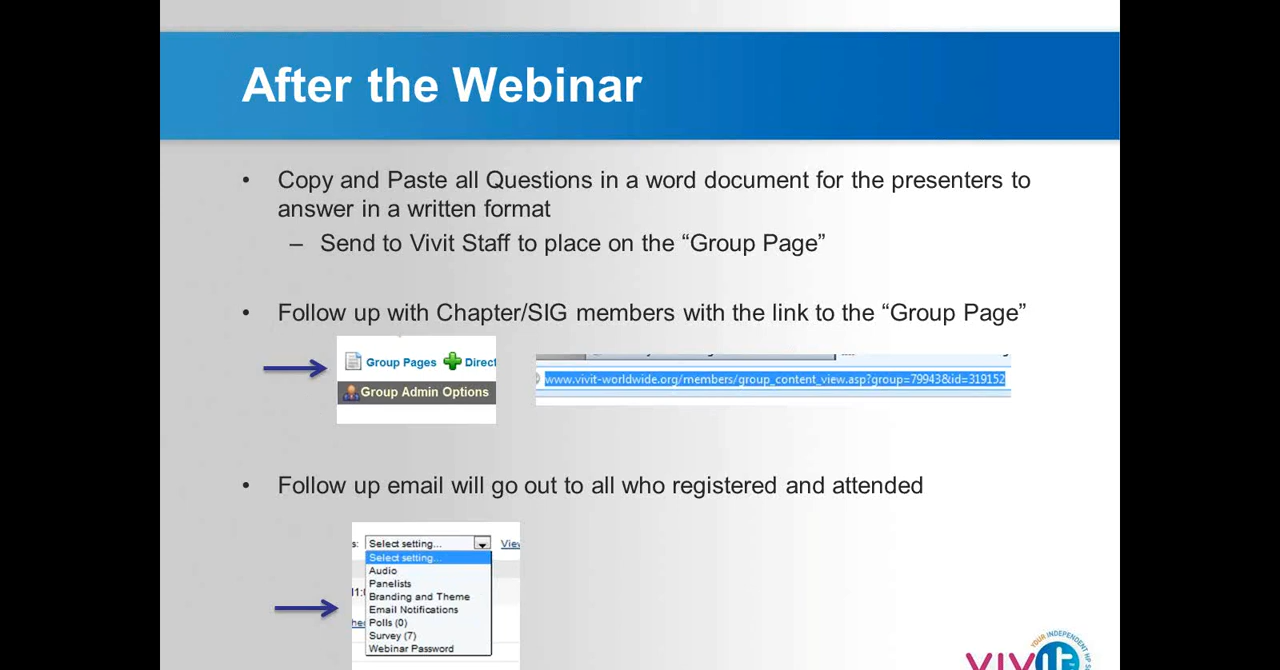 After the Webinar
• Copy and Paste all Questions in a word document for the presenters to
answer in a written format
– Send to Vivit Staff to place on the “Group Page”
• Follow up with Chapter/SIG members with the link to the “Group Page”
Group Pages Direct
Group Admin Options
www.vivit-worldwide.org/members/group_content_view.asp?group=79943&id=319152
• Follow up email will go out to all who registered and attended
s: Select setting... View
Select setting...
Audio
Panelists
Branding and Theme
Email Notifications
Polls (0)
Survey (7)
Webinar Password
YOUR INDEPENDENT HP